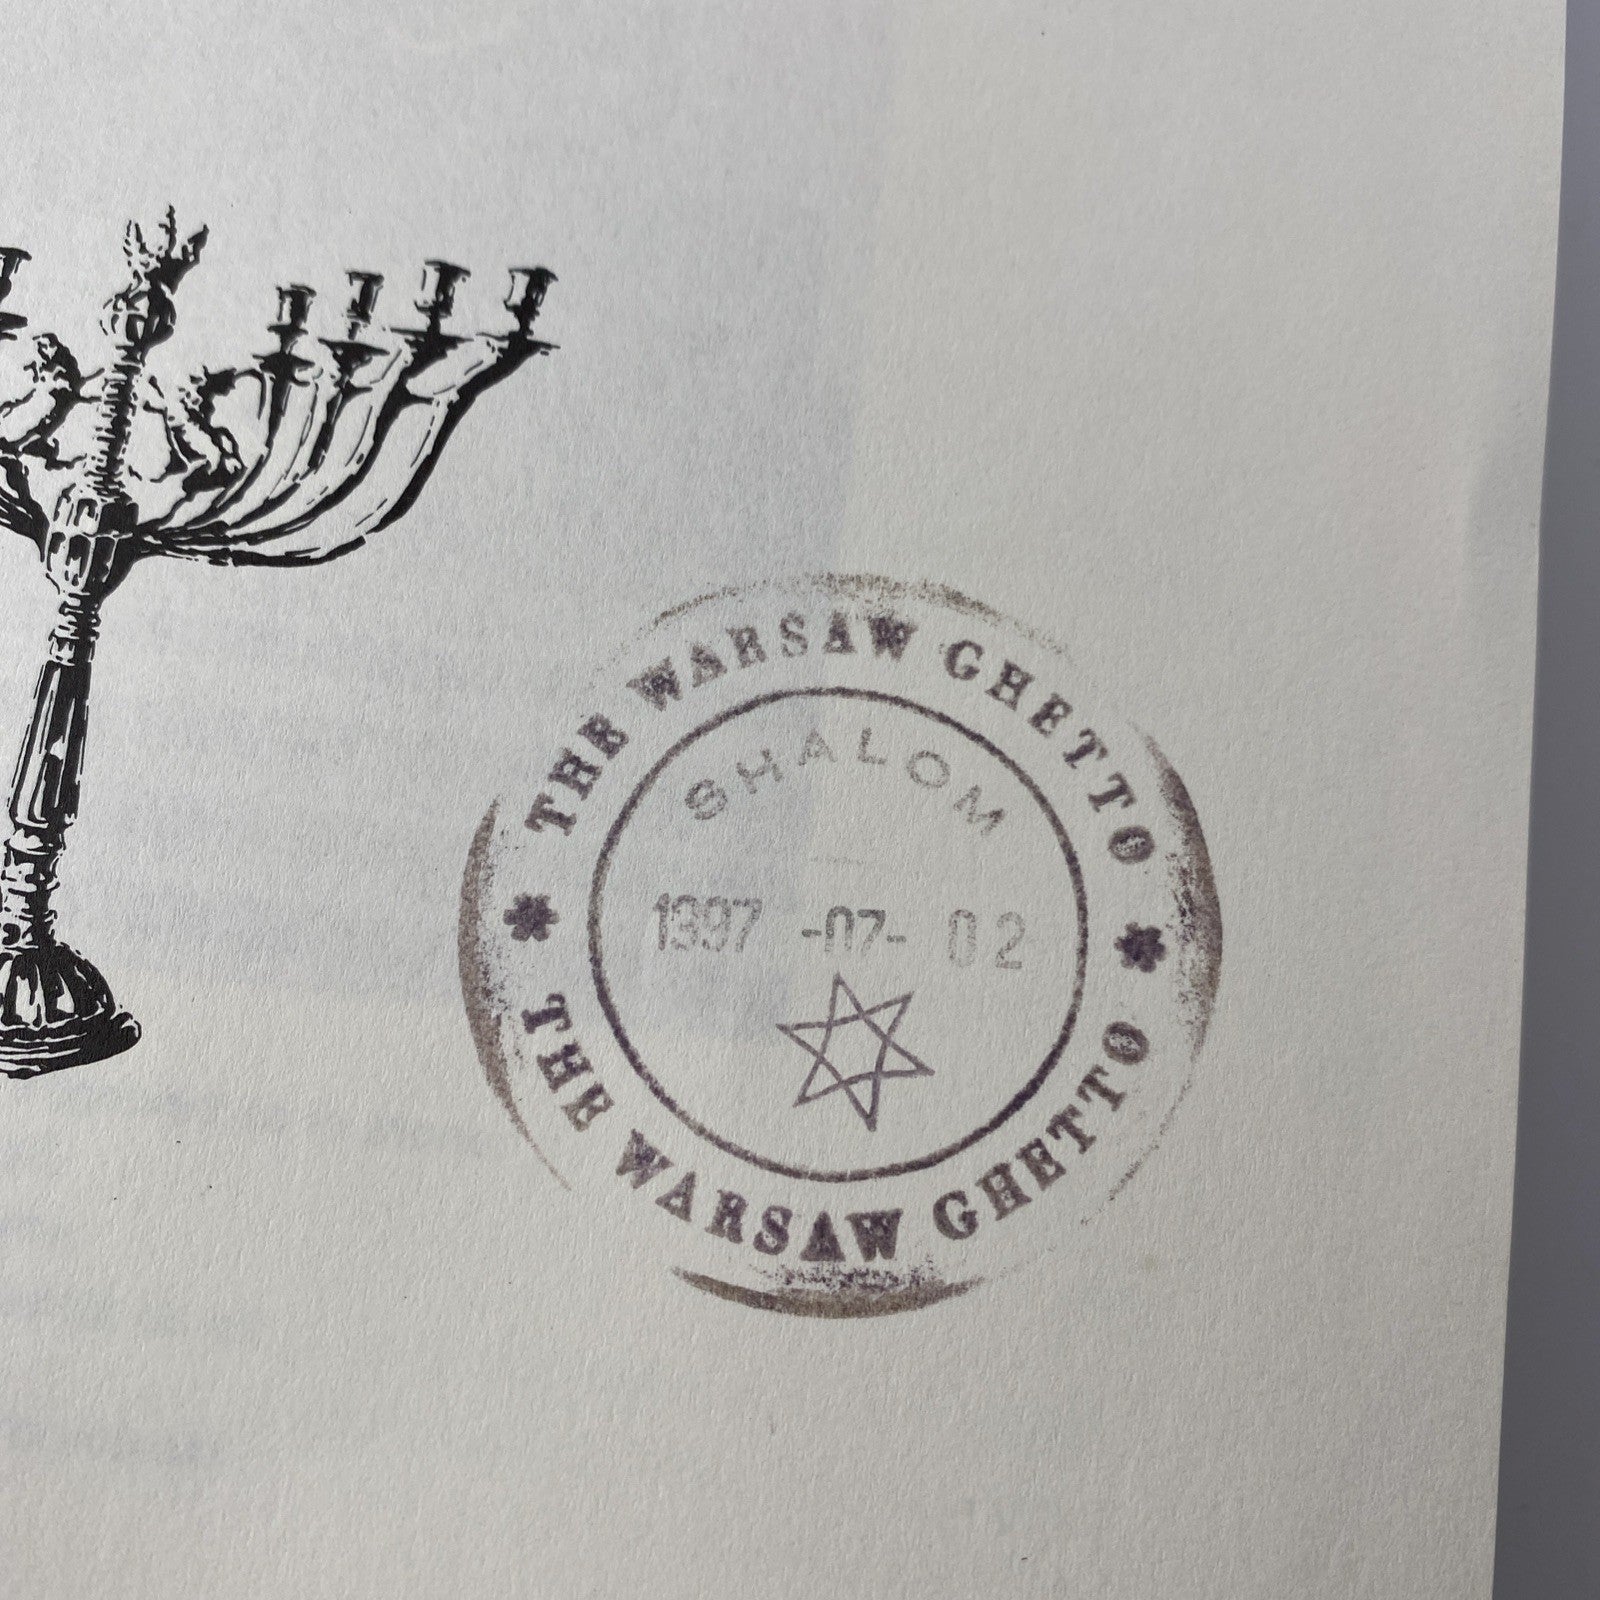 THE WARSAW GHETTO
SHALOM
1997 -07- 02
THE WARSAW GHETTO